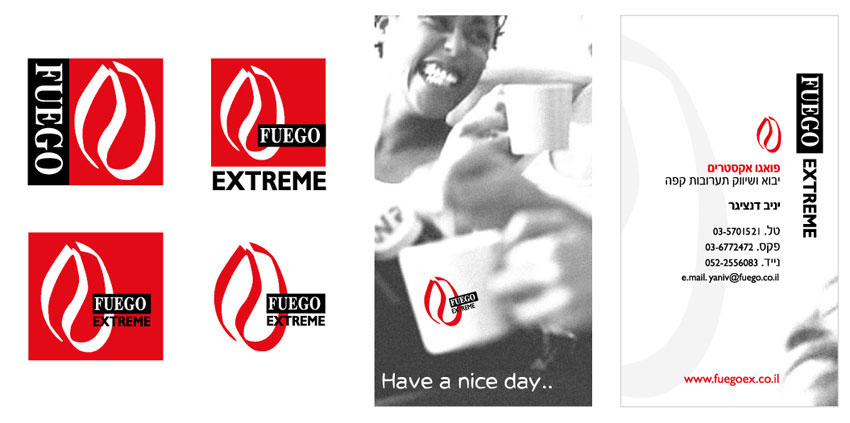 FUEGO
FUEGO
EXTREME
FUEGO
EXTREME
FUEGO
EXTREME
FUEGO
EXTREME
Have a nice day..
FUEGO EXTREME
פואגו אקסטרים
יבוא ושיווק תערובות קפה
יניב דנציגר
טל. 03-5701521
פקס. 03-6772472
נייד. 052-2556083
e.mail. yaniv@fuego.co.il
www.fuegoex.co.il